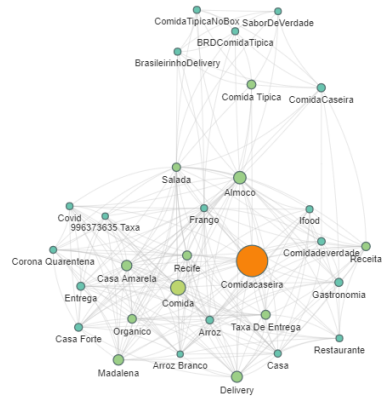 ComidaTipicaNoBox
SaborDeVerdade
BRDComidaTipica
BrasileirinhoDelivery
Comida Tipica
ComidaCaseira
Salada
Almoco
Covid
996373635 Taxa
Frango
Ifood
Corona Quarentena
Casa Amarela
Recife
Comidacaseira
Comidadeverdade
Receita
Entrega
Comida
Gastronomia
Casa Forte
Organico
Arroz
Taxa De Entrega
Restaurante
Madalena
Arroz Branco
Casa
Delivery